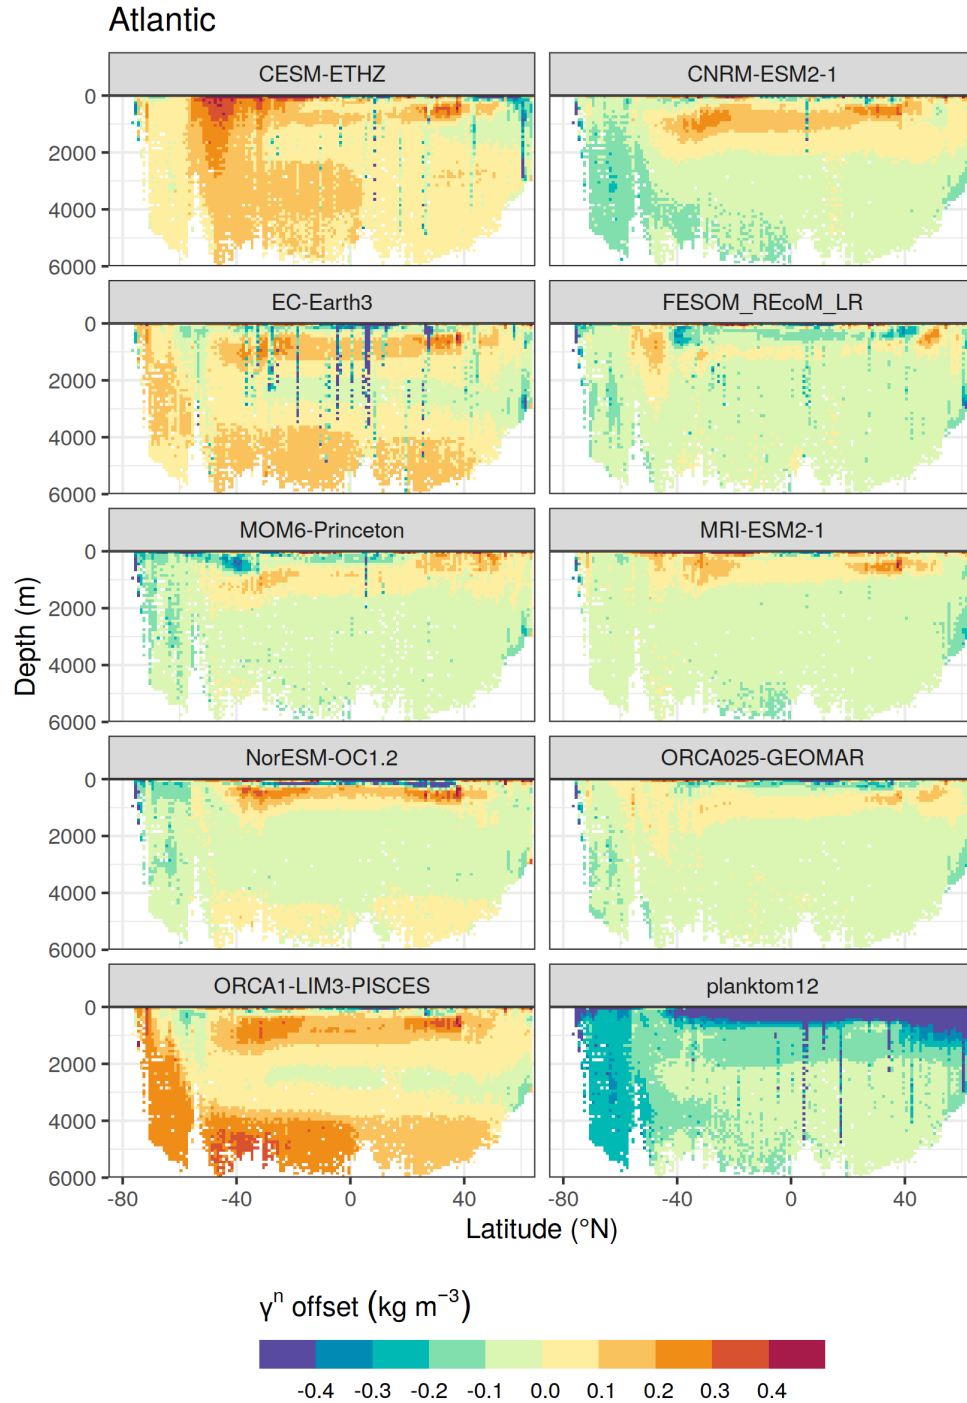 Atlantic
CESM-ETHZ CNRM-ESM2-1
0
2000
4000
6000
EC-Earth3 FESOM_REcoM_LR
0
2000
4000
6000
MOM6-Princeton MRI-ESM2-1
0
2000
4000
6000
NorESM-OC1.2 ORCA025-GEOMAR
0
2000
4000
6000
ORCA1-LIM3-PISCES planktom12
0
2000
4000
6000
Depth (m)
-80 -40 0 40 -80 -40 0 40
Latitude (°N)
γⁿ offset (kg m⁻³)
-0.4 -0.3 -0.2 -0.1 0.0 0.1 0.2 0.3 0.4